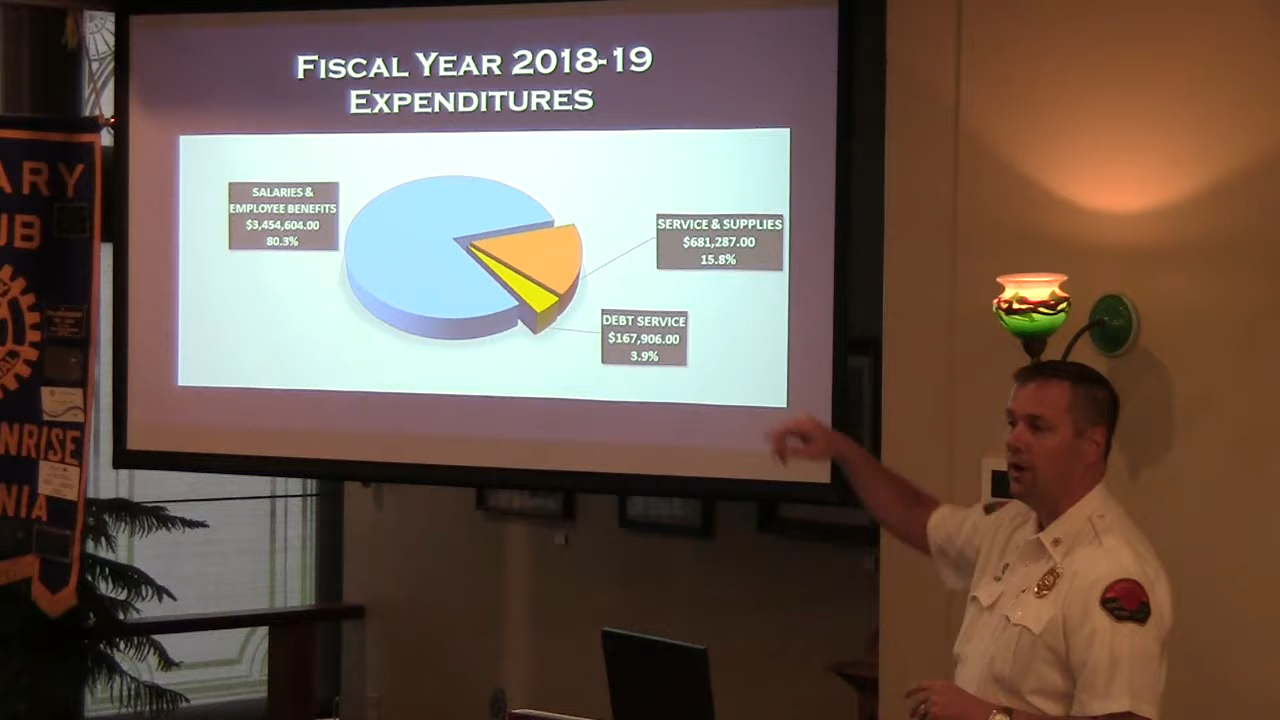 FISCAL YEAR 2018-19
EXPENDITURES
SALARIES &
EMPLOYEE BENEFITS
$3,454,604.00
80.3%
SERVICE & SUPPLIES
$681,287.00
15.8%
DEBT SERVICE
$167,906.00
3.9%
ARY
UB
NRISE
NIA